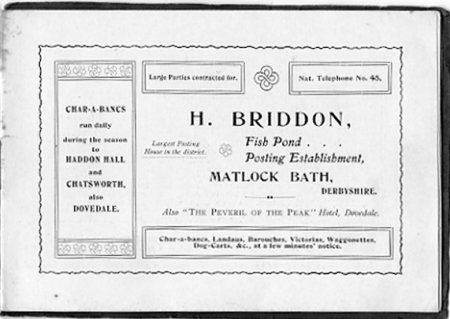 CHAR-A-BANCS
run daily
during the season
to
HADDON HALL
and
CHATSWORTH,
also
DOVEDALE.
Large Parties contracted for.
Nat. Telephone No. 45.
H. BRIDDON,
Largest Posting
House in the district.
Fish Pond . . .
Posting Establishment,
MATLOCK BATH,
DERBYSHIRE.
Also "THE PEVERIL OF THE PEAK" Hotel, Dovedale.
Char-a-bancs, Landaus, Barouches, Victorias, Waggonettes,
Dog-Carts, &c., at a few minutes' notice.